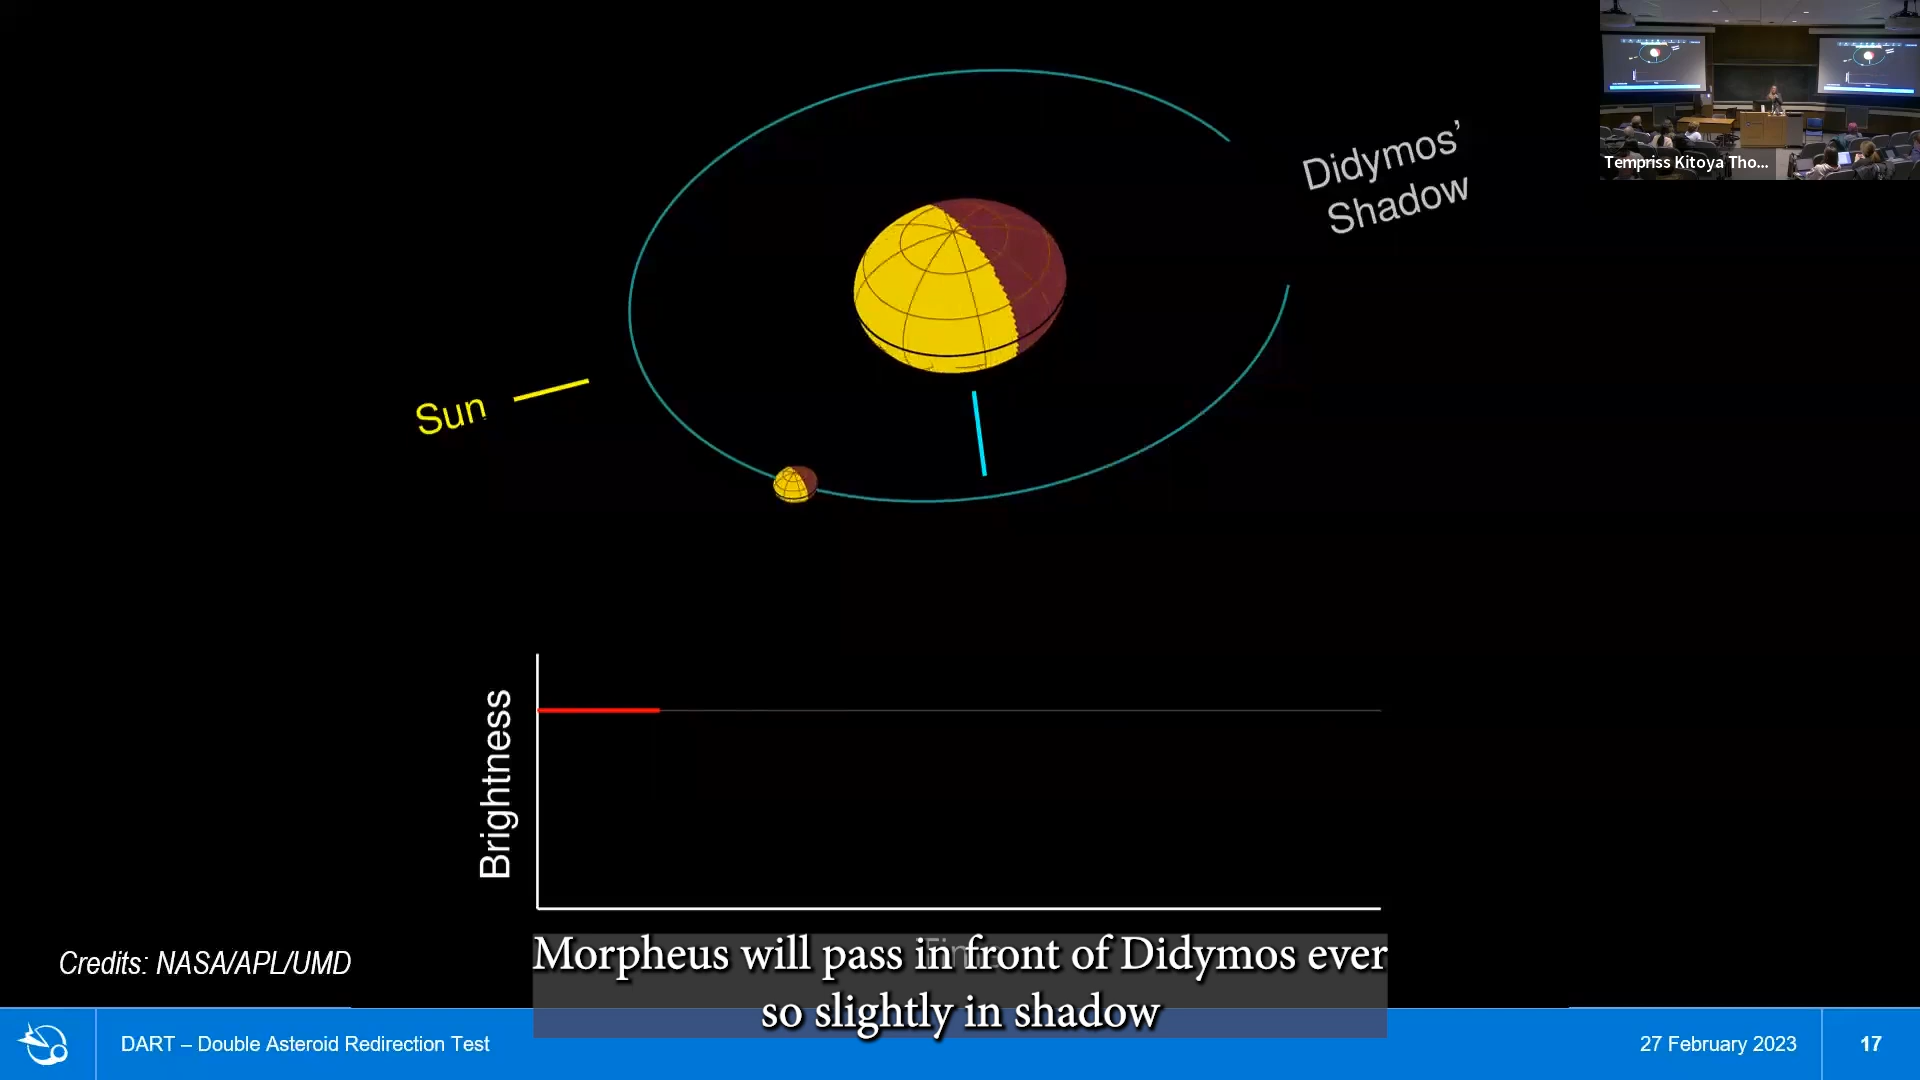 Didymos’
Shadow
Tempriss Kitoya Tho...
Sun
Brightness
Credits: NASA/APL/UMD
Morpheus will pass in front of Didymos ever
so slightly in shadow
DART – Double Asteroid Redirection Test
27 February 2023
17